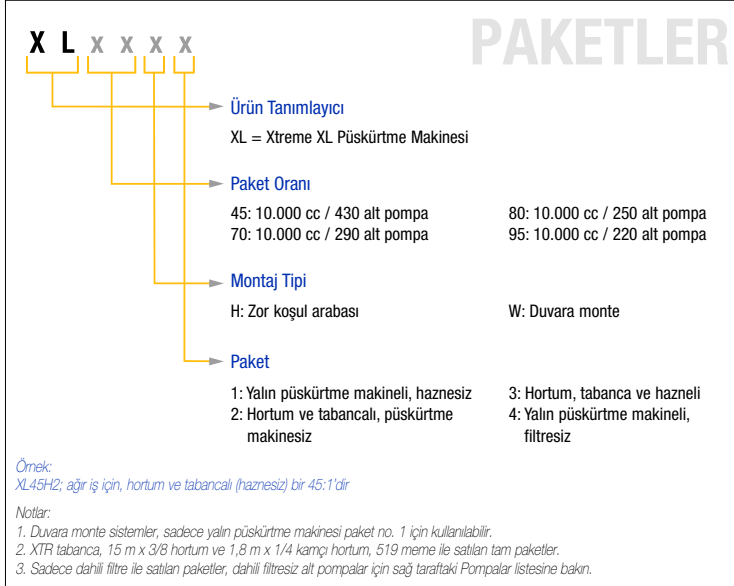 PAKETLER
X L x x x x
Ürün Tanımlayıcı
XL = Xtreme XL Püskürtme Makinesi
Paket Oranı
45: 10.000 cc / 430 alt pompa
80: 10.000 cc / 250 alt pompa
70: 10.000 cc / 290 alt pompa
95: 10.000 cc / 220 alt pompa
Montaj Tipi
H: Zor koşul arabası
W: Duvara monte
Paket
1: Yalın püskürtme makineli, haznesiz
2: Hortum ve tabancalı, püskürtme
makinesiz
3: Hortum, tabanca ve hazneli
4: Yalın püskürtme makineli,
filtresiz
Örnek:
XL45H2; ağır iş için, hortum ve tabancalı (haznesiz) bir 45:1'dir
Notlar:
1. Duvara monte sistemler, sadece yalın püskürtme makinesi paket no. 1 için kullanılabilir.
2. XTR tabanca, 15 m x 3/8 hortum ve 1,8 m x 1/4 kamçı hortum, 519 meme ile satılan tam paketler.
3. Sadece dahili filtre ile satılan paketler, dahili filtresiz alt pompalar için sağ taraftaki Pompalar listesine bakın.